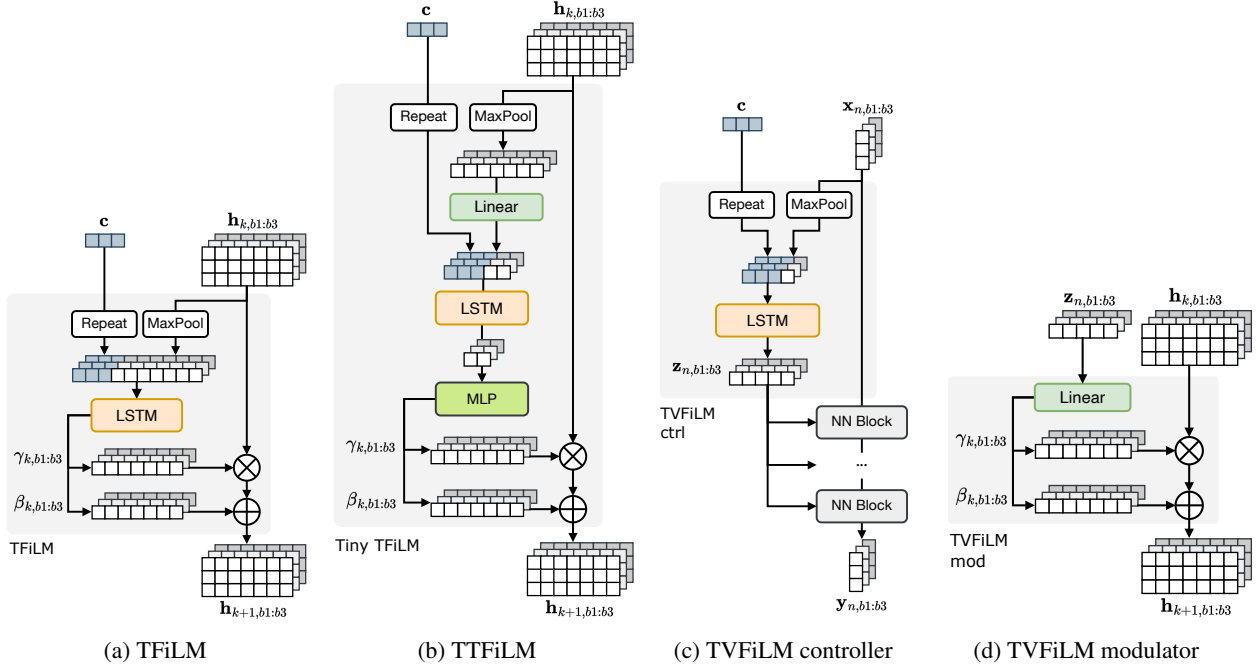 c
h_{k,b1:b3}
Repeat
MaxPool
LSTM
γ_{k,b1:b3}
β_{k,b1:b3}
TFiLM
h_{k+1,b1:b3}
(a) TFiLM
c
h_{k,b1:b3}
Repeat
MaxPool
Linear
LSTM
MLP
γ_{k,b1:b3}
β_{k,b1:b3}
Tiny TFiLM
h_{k+1,b1:b3}
(b) TTFiLM
c
x_{n,b1:b3}
Repeat
MaxPool
LSTM
z_{n,b1:b3}
TVFiLM
ctrl
NN Block
...
NN Block
y_{n,b1:b3}
(c) TVFiLM controller
z_{n,b1:b3}
h_{k,b1:b3}
Linear
γ_{k,b1:b3}
β_{k,b1:b3}
TVFiLM
mod
h_{k+1,b1:b3}
(d) TVFiLM modulator